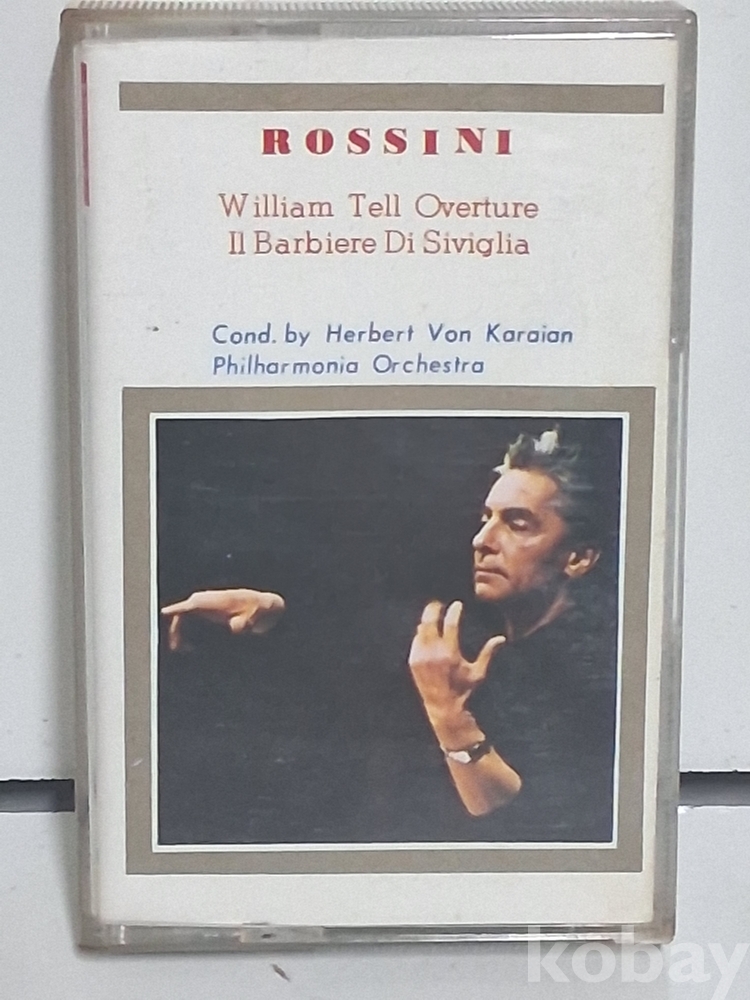 ROSSINI
William Tell Overture
Il Barbiere Di Siviglia
Cond. by Herbert Von Karaian
Philharmonia Orchestra
kobay